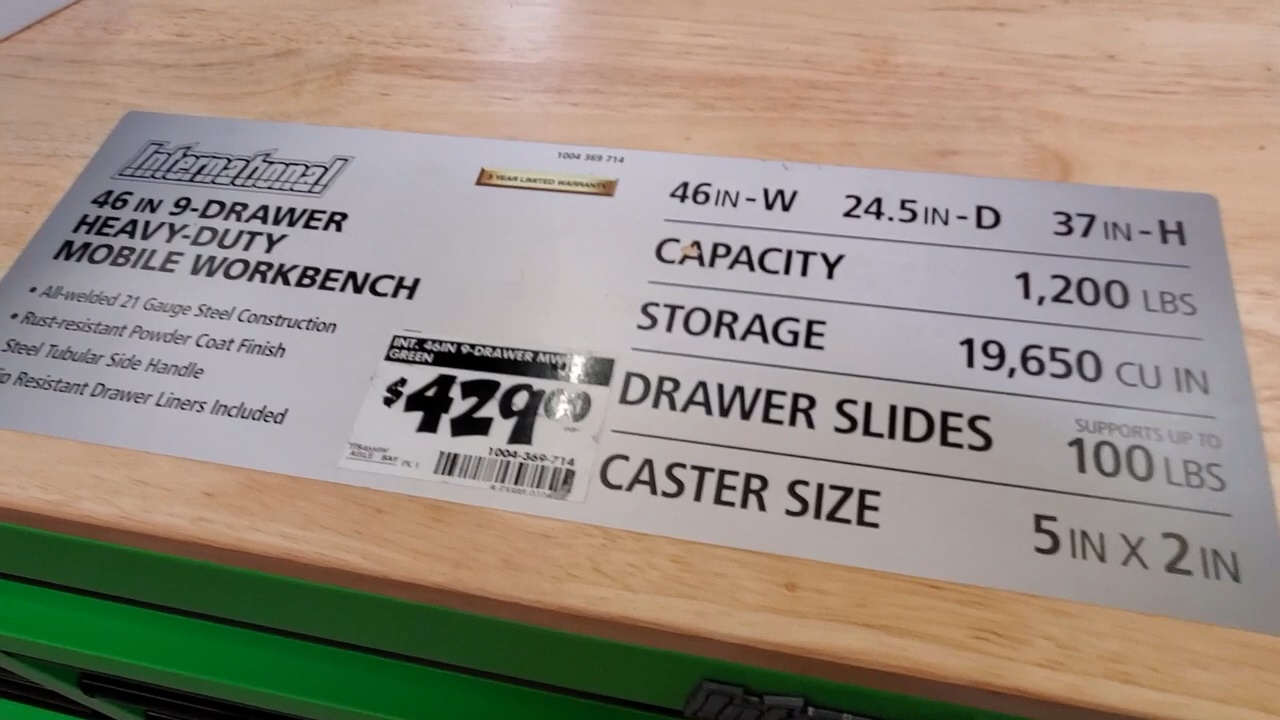 International
1004 369 714
3 YEAR LIMITED WARRANTY
46 IN 9-DRAWER
HEAVY-DUTY
MOBILE WORKBENCH
• All-welded 21 Gauge Steel Construction
• Rust-resistant Powder Coat Finish
Steel Tubular Side Handle
Resistant Drawer Liners Included
INT. 46IN 9-DRAWER
GREEN
$429
1004-369-714
AISLE BAY
46 IN-W 24.5 IN-D 37 IN-H
CAPACITY 1,200 LBS
STORAGE 19,650 CU IN
DRAWER SLIDES SUPPORTS UP TO
100 LBS
CASTER SIZE 5 IN X 2 IN